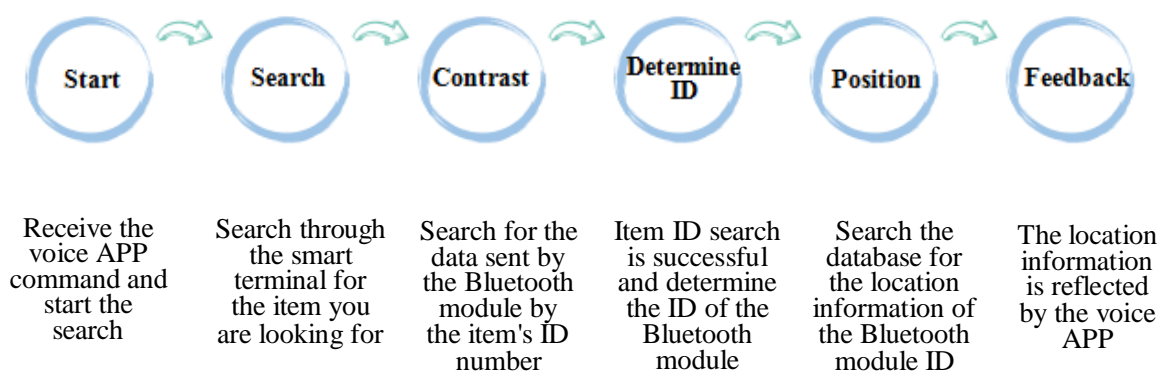 Start
Search
Contrast
Determine
ID
Position
Feedback
Receive the
voice APP
command and
start the
search
Search through
the smart
terminal for
the item you
are looking for
Search for the
data sent by
the Bluetooth
module by
the item's ID
number
Item ID search
is successful
and determine
the ID of the
Bluetooth
module
Search the
database for
the location
information of
the Bluetooth
module ID
The location
information
is reflected
by the voice
APP